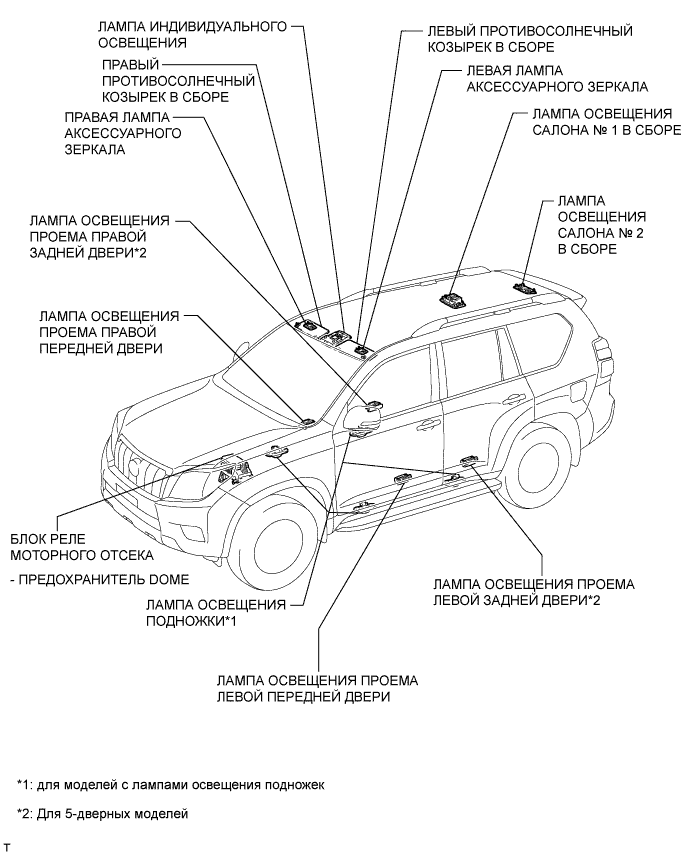 ЛАМПА ИНДИВИДУАЛЬНОГО
ОСВЕЩЕНИЯ
ПРАВЫЙ
ПРОТИВОСОЛНЕЧНЫЙ
КОЗЫРЕК В СБОРЕ
ПРАВАЯ ЛАМПА
АКСЕССУАРНОГО
ЗЕРКАЛА
ЛЕВЫЙ ПРОТИВОСОЛНЕЧНЫЙ
КОЗЫРЕК В СБОРЕ
ЛЕВАЯ ЛАМПА
АКСЕССУАРНОГО ЗЕРКАЛА
ЛАМПА ОСВЕЩЕНИЯ
САЛОНА № 1 В СБОРЕ
ЛАМПА
ОСВЕЩЕНИЯ
САЛОНА № 2
В СБОРЕ
ЛАМПА ОСВЕЩЕНИЯ
ПРОЕМА ПРАВОЙ
ЗАДНЕЙ ДВЕРИ*2
ЛАМПА ОСВЕЩЕНИЯ
ПРОЕМА ПРАВОЙ
ПЕРЕДНЕЙ ДВЕРИ
БЛОК РЕЛЕ
МОТОРНОГО ОТСЕКА
- ПРЕДОХРАНИТЕЛЬ DOME
ЛАМПА ОСВЕЩЕНИЯ
ПОДНОЖКИ*1
ЛАМПА ОСВЕЩЕНИЯ ПРОЕМА
ЛЕВОЙ ЗАДНЕЙ ДВЕРИ*2
ЛАМПА ОСВЕЩЕНИЯ ПРОЕМА
ЛЕВОЙ ПЕРЕДНЕЙ ДВЕРИ
*1: для моделей с лампами освещения подножек
*2: Для 5-дверных моделей
T